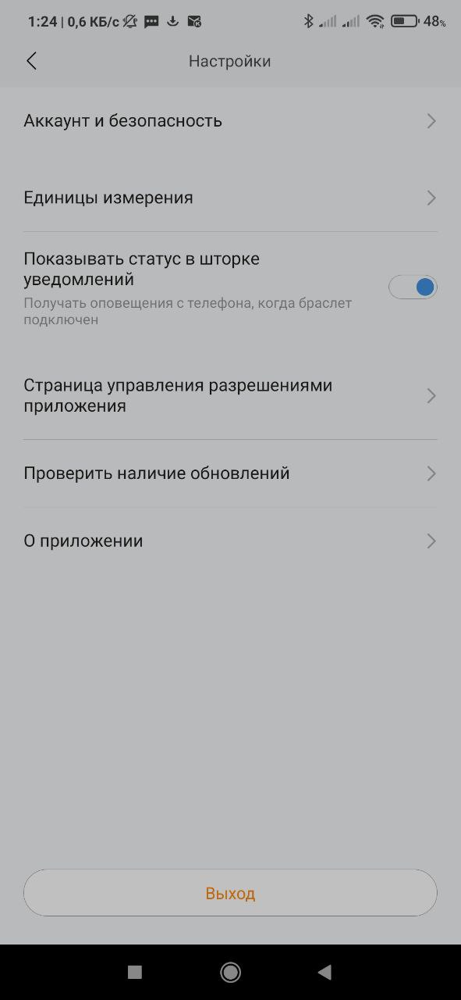 1:24 | 0,6 КБ/с 48%
Настройки
Аккаунт и безопасность
Единицы измерения
Показывать статус в шторке
уведомлений
Получать оповещения с телефона, когда браслет
подключен
Страница управления разрешениями
приложения
Проверить наличие обновлений
О приложении
Выход